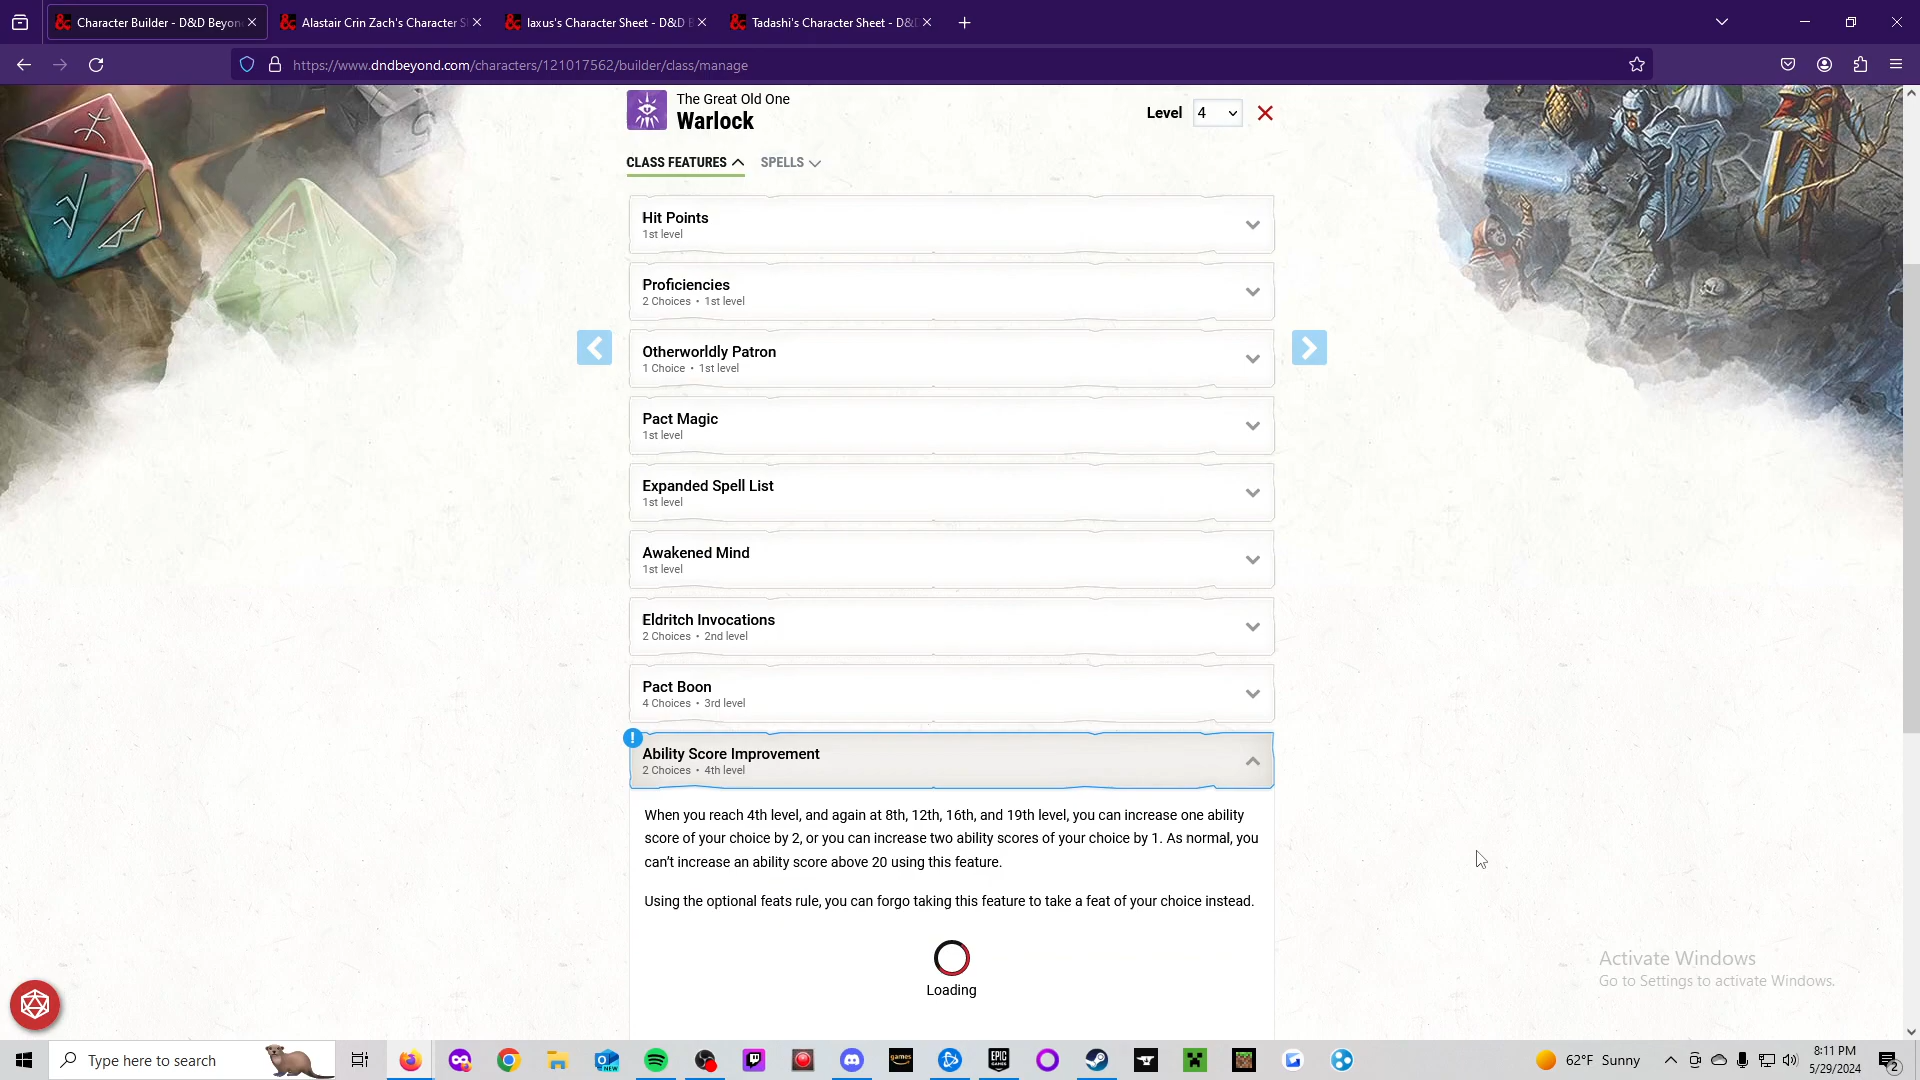 Character Builder - D&D Beyon
Alastair Crin Zach's Character S
laxus's Character Sheet - D&D B
Tadashi's Character Sheet - D&D
https://www.dndbeyond.com/characters/121017562/builder/class/manage
The Great Old One
Warlock
Level 4
CLASS FEATURES
SPELLS
Hit Points
1st level
Proficiencies
2 Choices • 1st level
Otherworldly Patron
1 Choice • 1st level
Pact Magic
1st level
Expanded Spell List
1st level
Awakened Mind
1st level
Eldritch Invocations
2 Choices • 2nd level
Pact Boon
4 Choices • 3rd level
!
Ability Score Improvement
2 Choices • 4th level
When you reach 4th level, and again at 8th, 12th, 16th, and 19th level, you can increase one ability
score of your choice by 2, or you can increase two ability scores of your choice by 1. As normal, you
can't increase an ability score above 20 using this feature.
Using the optional feats rule, you can forgo taking this feature to take a feat of your choice instead.
Loading
Activate Windows
Go to Settings to activate Windows.
Type here to search
NEW
games
EPIC GAMES
62°F Sunny
8:11 PM
5/29/2024
2